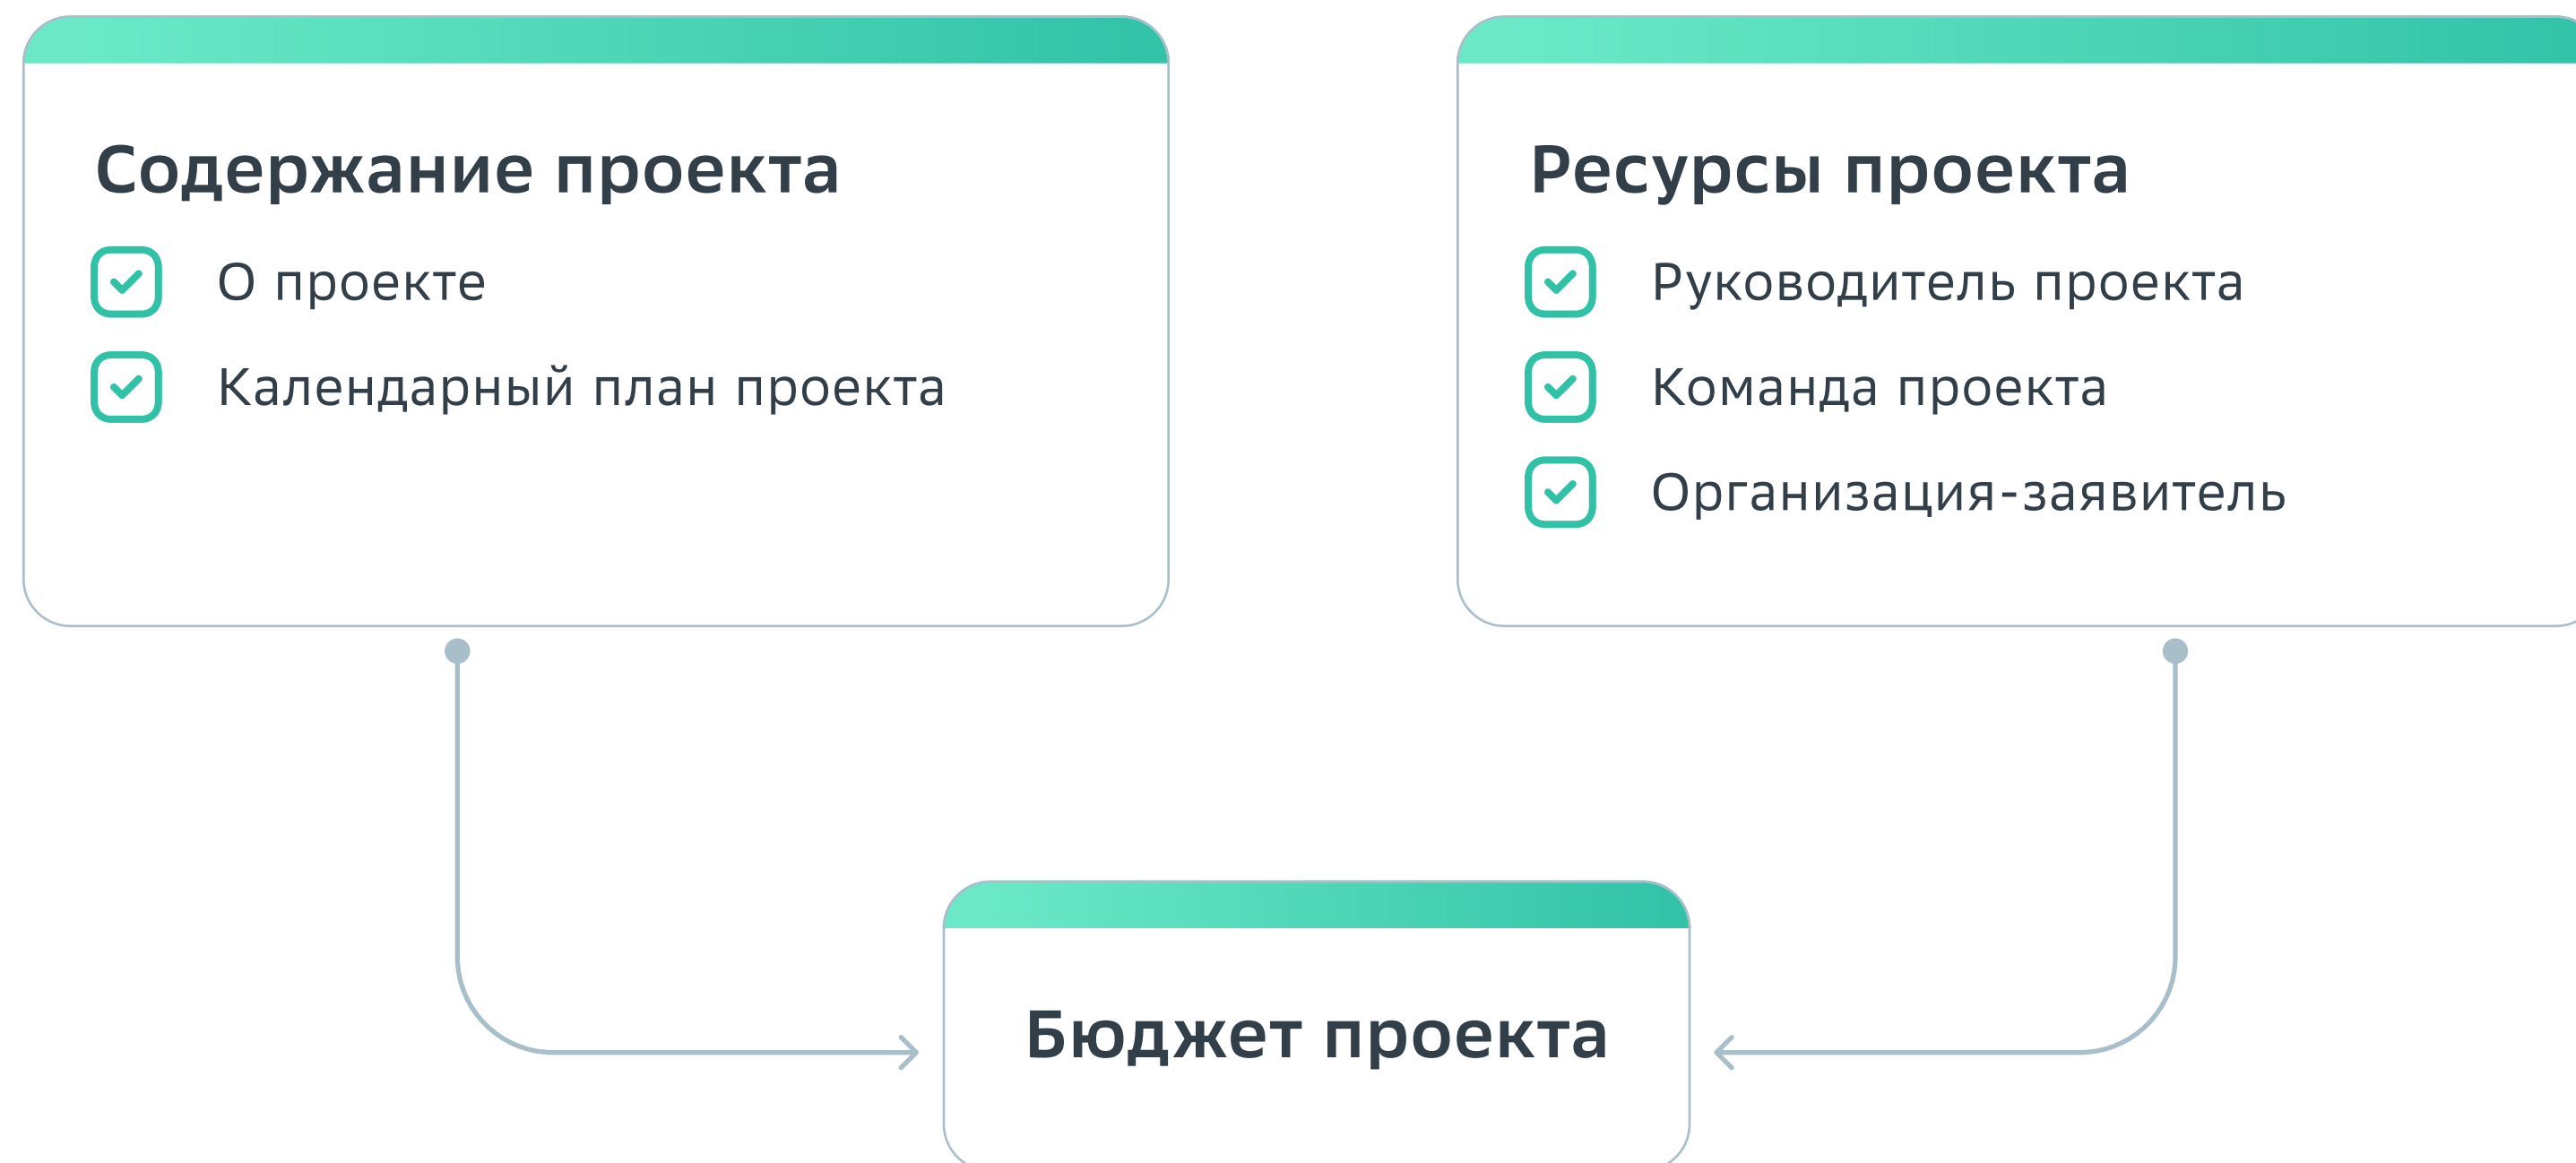 Содержание проекта
О проекте
Календарный план проекта
Ресурсы проекта
Руководитель проекта
Команда проекта
Организация-заявитель
Бюджет проекта